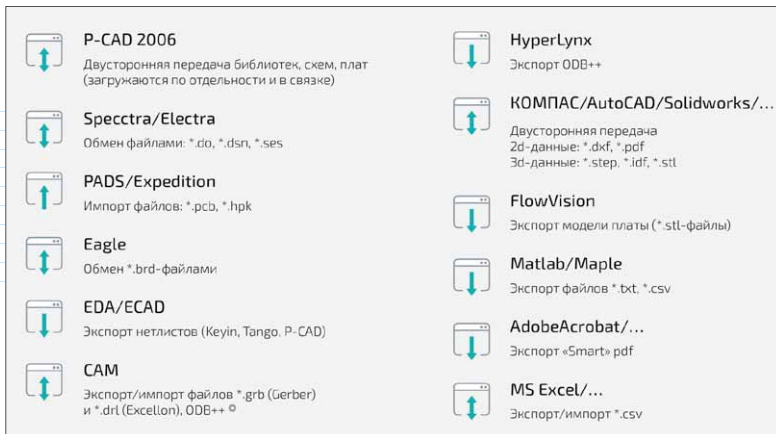 P-CAD 2006
Двусторонняя передача библиотек, схем, плат
(загружаются по отдельности и в связке)
Specctra/Electra
Обмен файлами: *.do, *.dsn, *.ses
PADS/Expedition
Импорт файлов: *.pcb, *.hpk
Eagle
Обмен *.brd-файлами
EDA/ECAD
Экспорт нетлистов (Keyin, Tango, P-CAD)
CAM
Экспорт/импорт файлов *.grb (Gerber)
и *.drl (Excellon), ODB++ ©
HyperLynx
Экспорт ODB++
КОМПАС/AutoCAD/Solidworks/...
Двусторонняя передача
2d-данные: *.dxf, *.pdf
3d-данные: *.step, *.idf, *.stl
FlowVision
Экспорт модели платы (*.stl-файлы)
Matlab/Maple
Экспорт файлов *.txt, *.csv
AdobeAcrobat/...
Экспорт «Smart» pdf
MS Excel/...
Экспорт/импорт *.csv